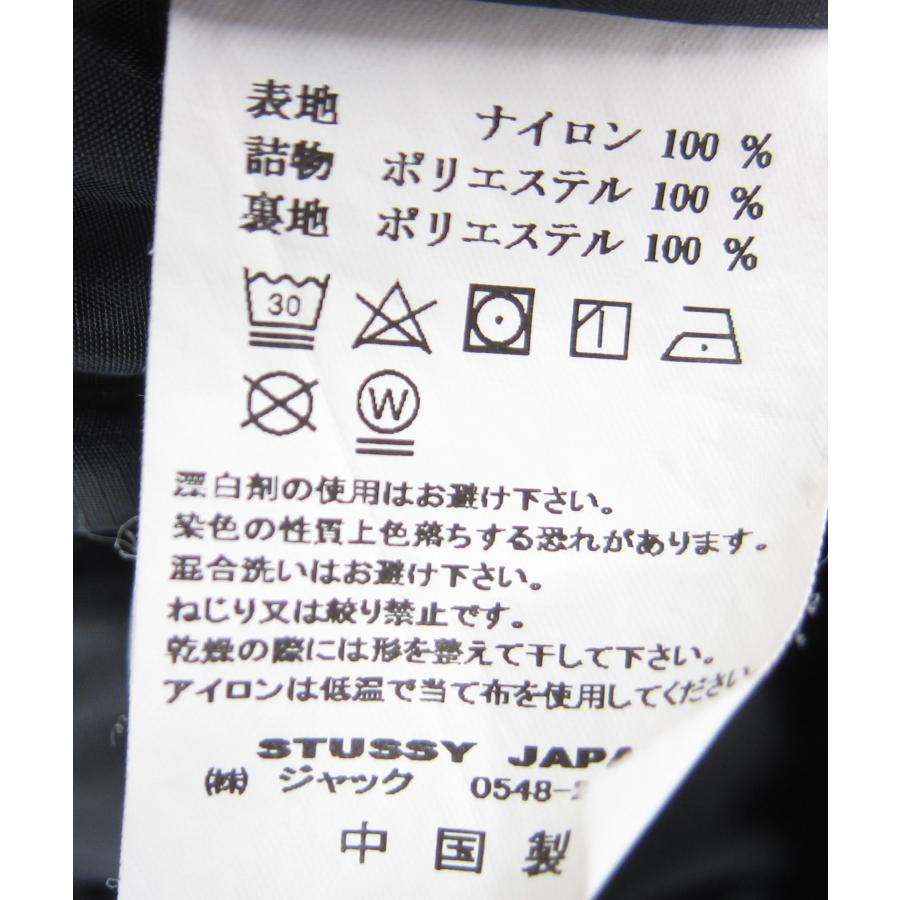 表地 ナイロン 100 %
詰物 ポリエステル 100 %
裏地 ポリエステル 100 %
30
W
漂白剤の使用はお避け下さい。
染色の性質上色落ちする恐れがあります。
混合洗いはお避け下さい。
ねじり又は絞り禁止です。
乾燥の際には形を整えて干して下さい。
アイロンは低温で当て布を使用してください
STUSSY JAPA
㈱ ジャック 0548-2
中国製